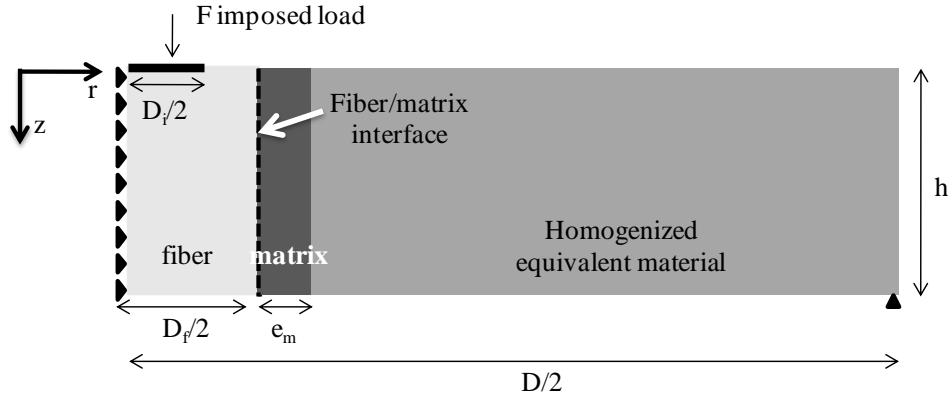 F imposed load
r
z
Di/2
Fiber/matrix
interface
h
fiber
matrix
Homogenized
equivalent material
Df/2
em
D/2